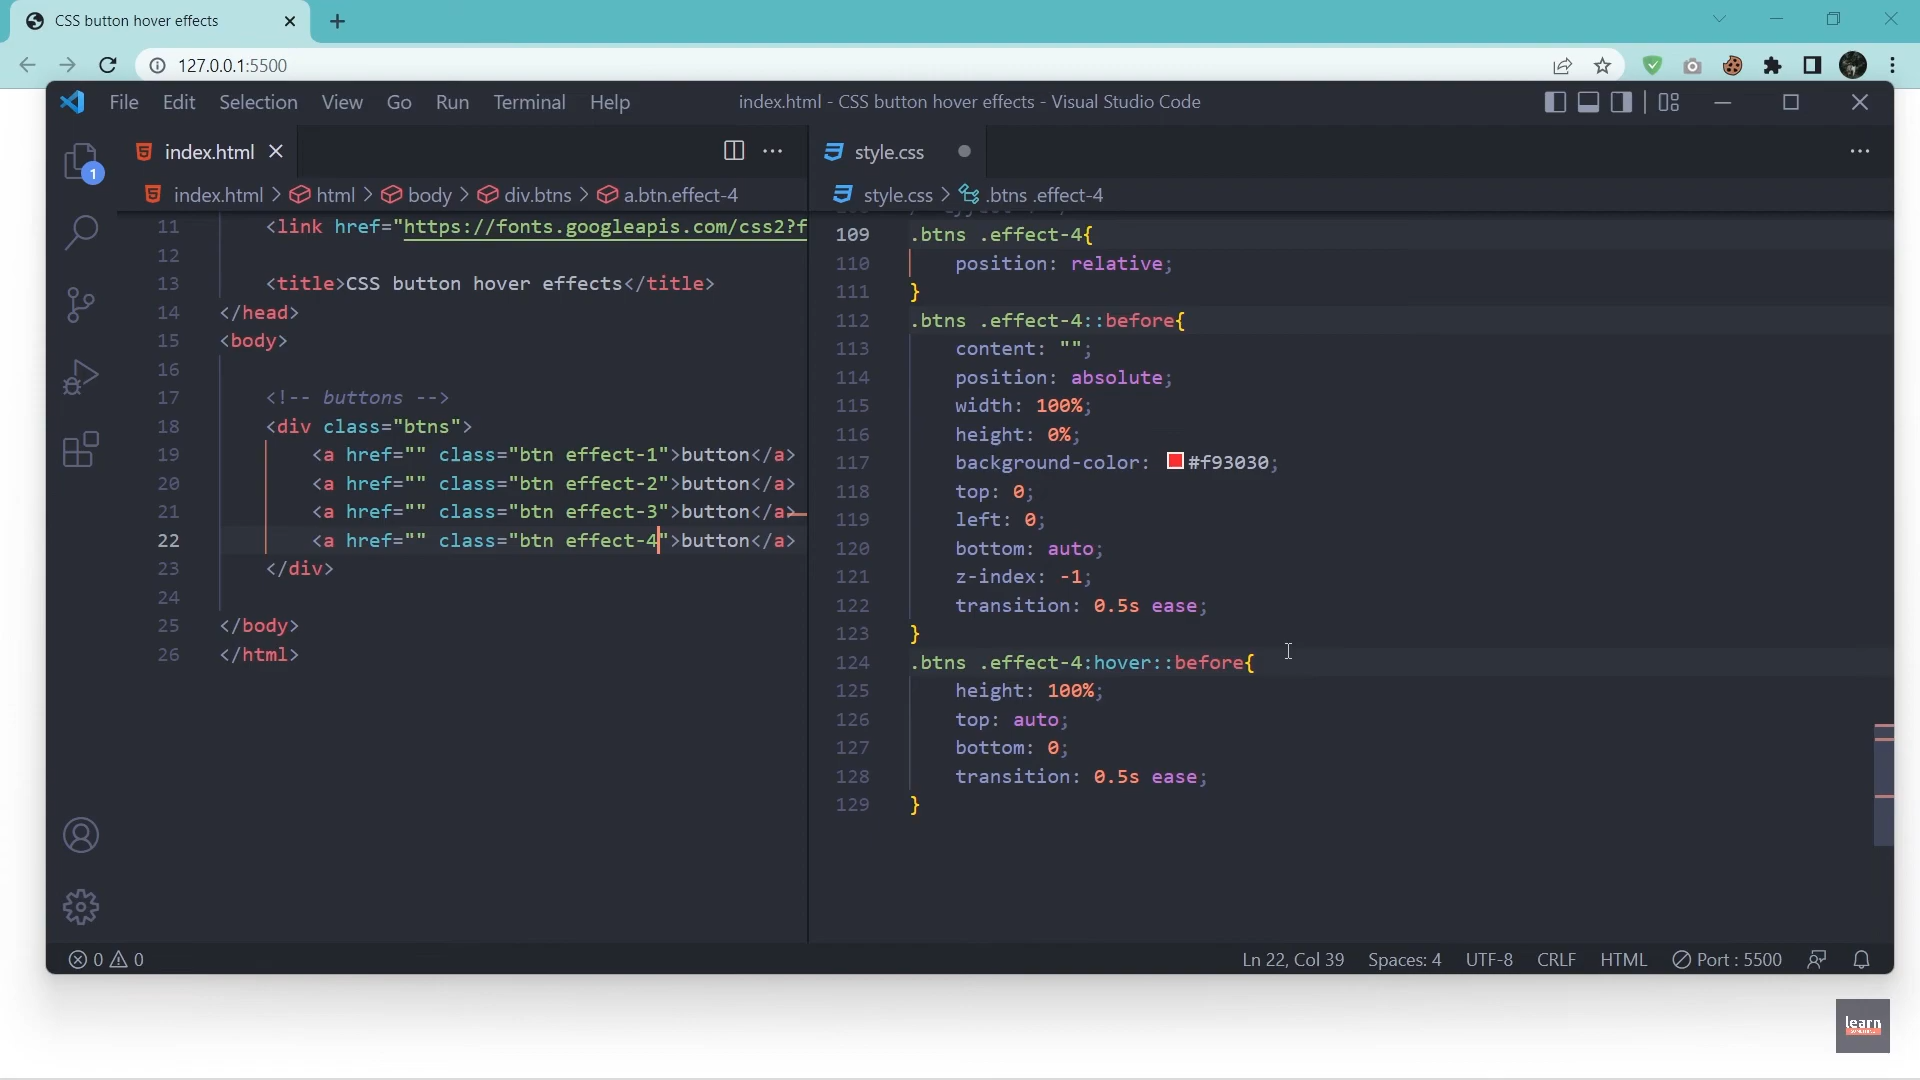 CSS button hover effects
127.0.0.1:5500
File Edit Selection View Go Run Terminal Help
index.html - CSS button hover effects - Visual Studio Code
1
index.html
index.html > html > body > div.btns > a.btn.effect-4
11 <link href="https://fonts.googleapis.com/css2?f
12
13 <title>CSS button hover effects</title>
14 </head>
15 <body>
16
17 <!-- buttons -->
18 <div class="btns">
19 <a href="" class="btn effect-1">button</a>
20 <a href="" class="btn effect-2">button</a>
21 <a href="" class="btn effect-3">button</a>
22 <a href="" class="btn effect-4">button</a>
23 </div>
24
25 </body>
26 </html>
style.css
style.css > .btns .effect-4
109 .btns .effect-4{
110 position: relative;
111 }
112 .btns .effect-4::before{
113 content: "";
114 position: absolute;
115 width: 100%;
116 height: 0%;
117 background-color: #f93030;
118 top: 0;
119 left: 0;
120 bottom: auto;
121 z-index: -1;
122 transition: 0.5s ease;
123 }
124 .btns .effect-4:hover::before{
125 height: 100%;
126 top: auto;
127 bottom: 0;
128 transition: 0.5s ease;
129 }
0 0
Ln 22, Col 39 Spaces: 4 UTF-8 CRLF HTML Port : 5500
learn